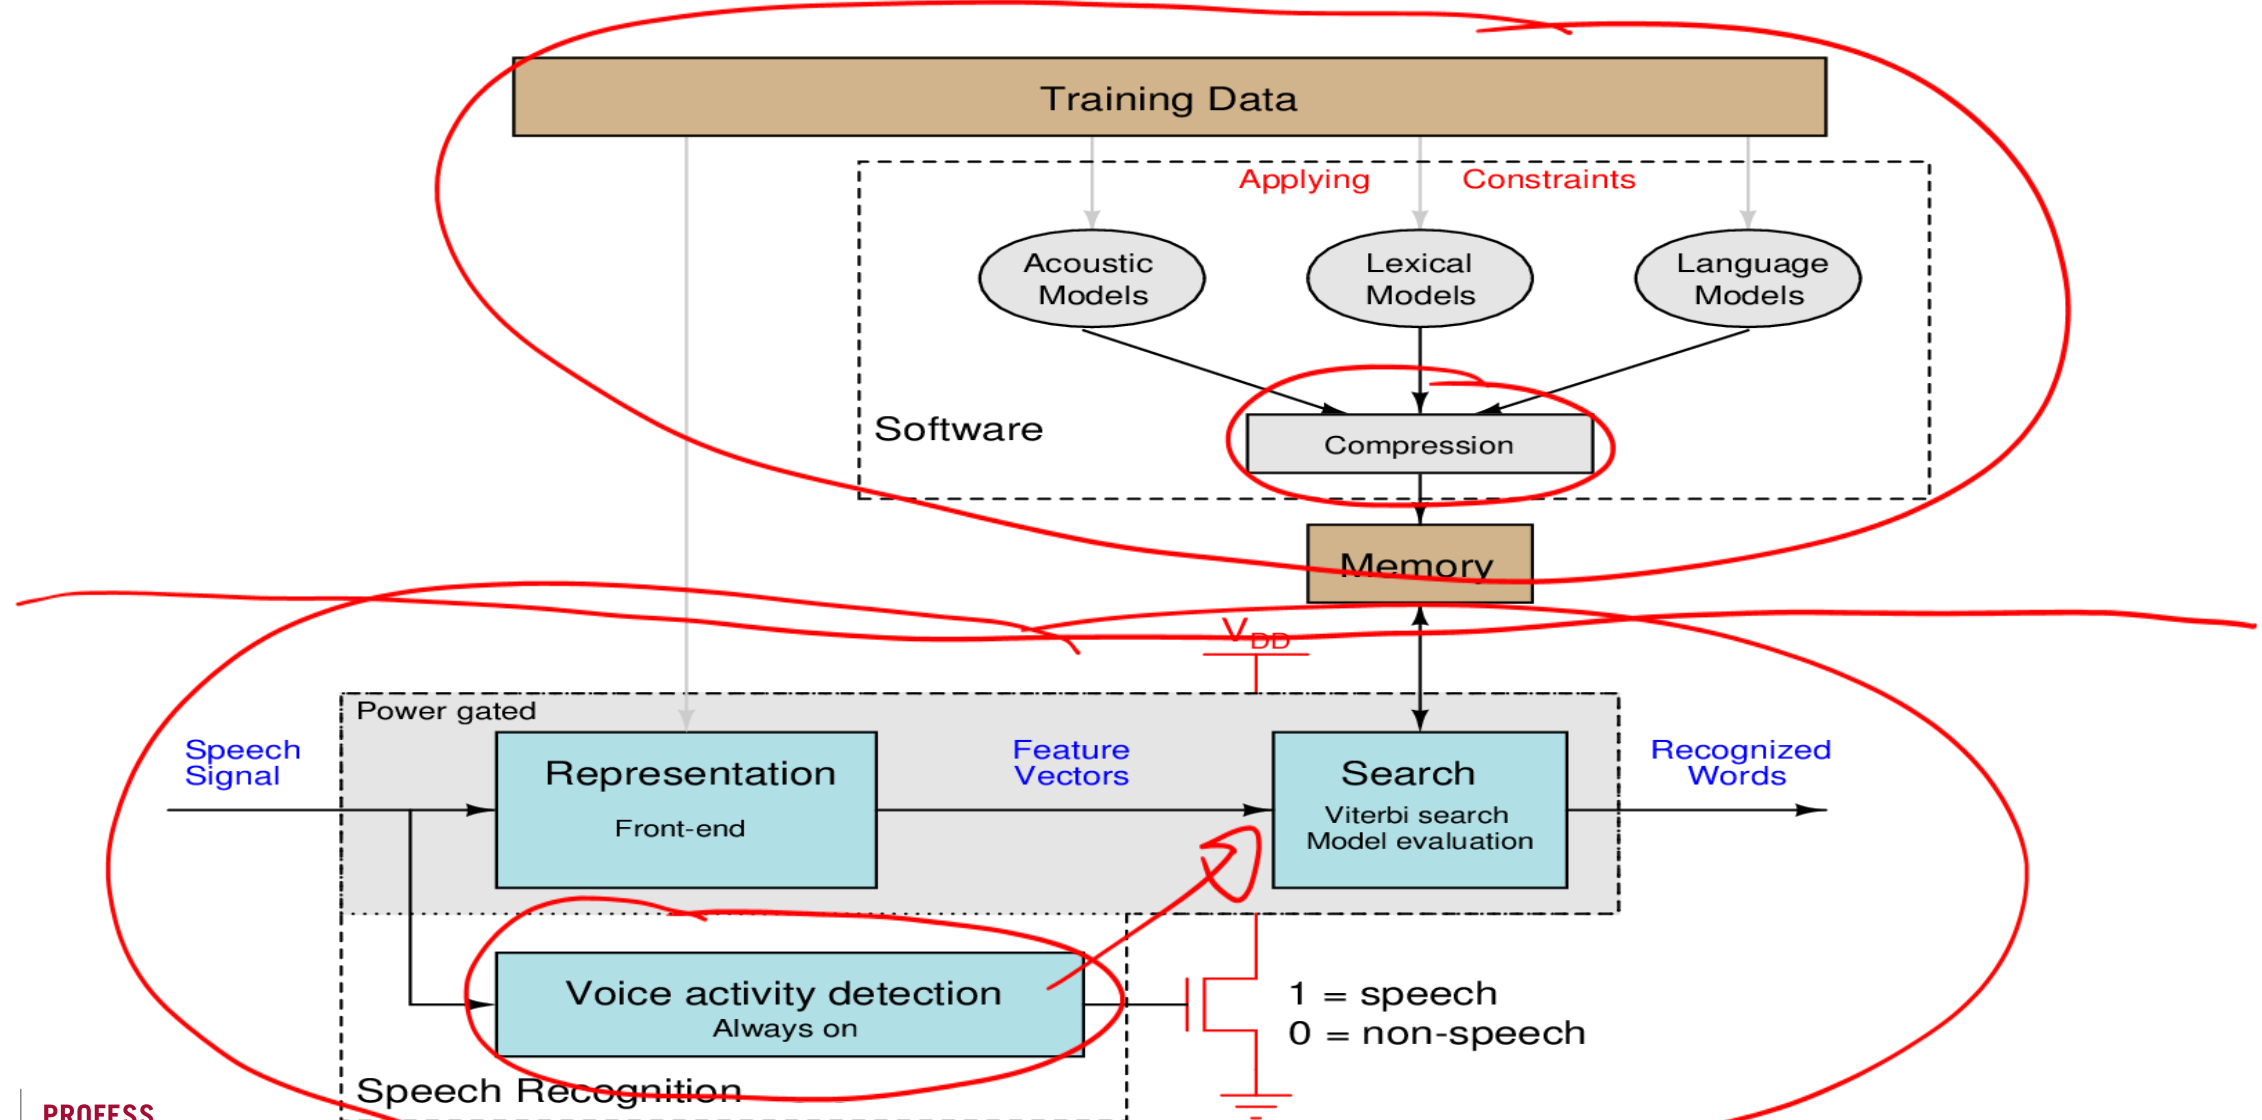 Training Data
Applying Constraints
Acoustic
Models
Lexical
Models
Language
Models
Software
Compression
Memory
VDD
Power gated
Speech
Signal
Representation
Front-end
Feature
Vectors
Search
Viterbi search
Model evaluation
Recognized
Words
Voice activity detection
Always on
1 = speech
0 = non-speech
Speech Recognition
PROFESS